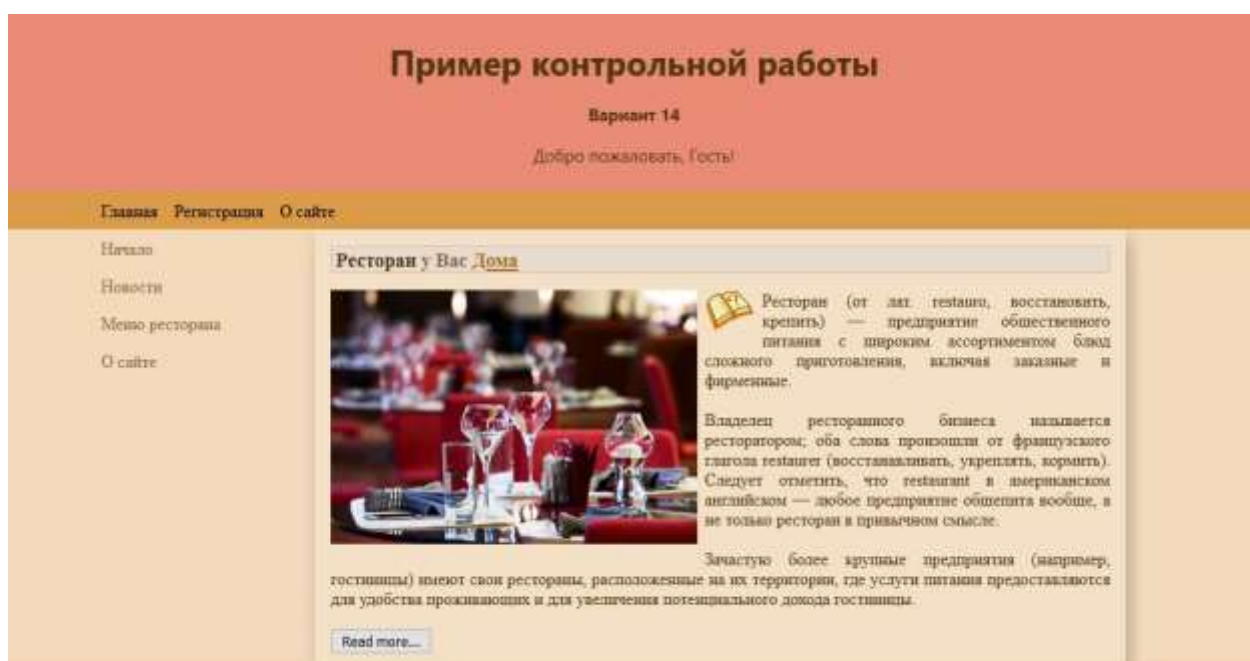 Пример контрольной работы
Вариант 14
Добро пожаловать, Гость!
Главная Регистрация О сайте
Начало
Новости
Меню ресторана
О сайте
Ресторан у Вас Дома
Ресторан (от лат. restauro, восстановить,
крепить) — предприятие общественного
питания с широким ассортиментом блюд
сложного приготовления, включая заказные и
фирменные.
Владелец ресторанного бизнеса называется
ресторатором; оба слова произошли от французского
глагола restaurer (восстанавливать, укреплять, кормить).
Следует отметить, что restaurant в американском
английском — любое предприятие общепита вообще, а
не только ресторан в привычном смысле.
Зачастую более крупные предприятия (например,
гостиницы) имеют свои рестораны, расположенные на их территории, где услуги питания предоставляются
для удобства проживающих и для увеличения потенциального дохода гостиницы.
Read more....